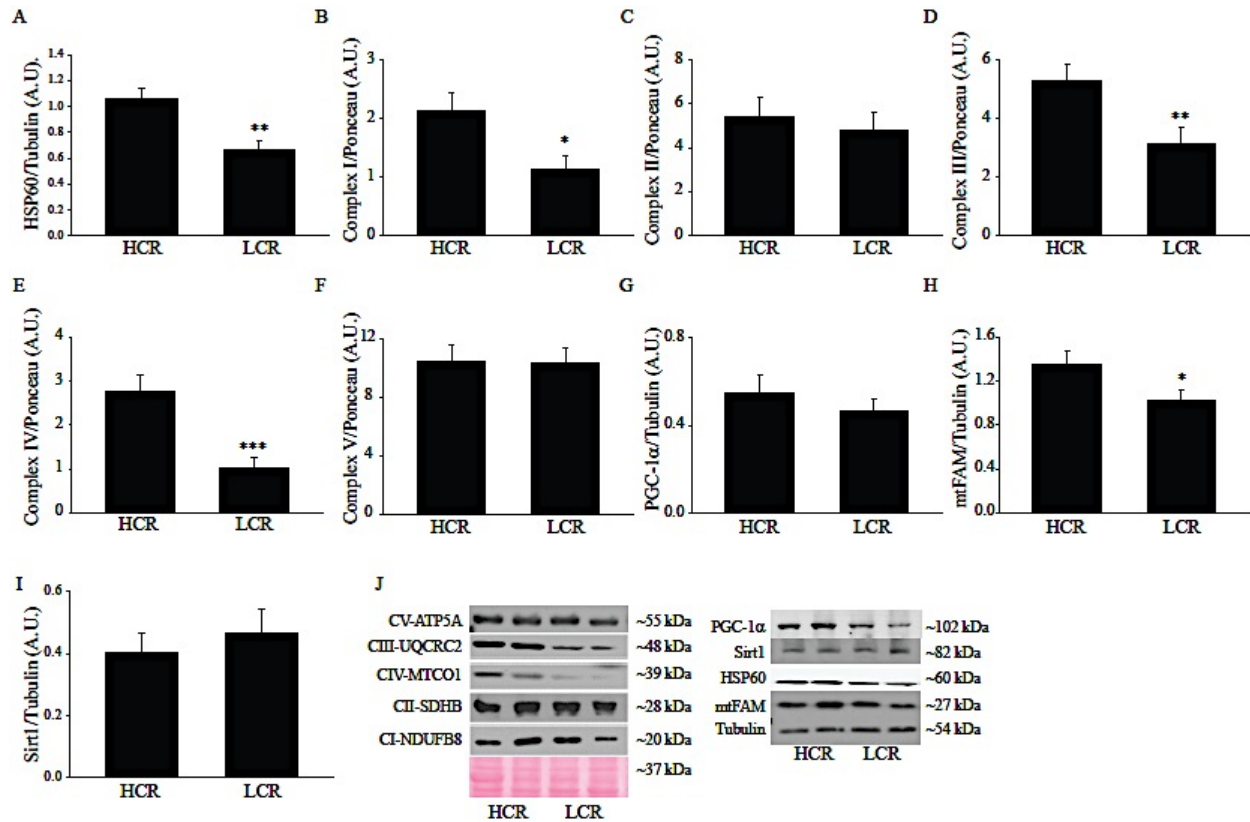 A
HSP60/Tubulin (A.U).
1.4
1.2
1.0
0.8
0.6
0.4
0.2
0.0
**
HCR
LCR
B
Complex I/Ponceau (A.U.)
3
2
1
0
*
HCR
LCR
C
Complex II/Ponceau (A.U.)
8
6
4
2
0
HCR
LCR
D
Complex III/Ponceau (A.U.)
6
4
2
0
**
HCR
LCR
E
Complex IV/Ponceau (A.U.)
4
3
2
1
0
***
HCR
LCR
F
Complex V/Ponceau (A.U.)
12
9
6
3
0
HCR
LCR
G
PGC-1α/Tubulin (A.U.)
0.8
0.4
0.0
HCR
LCR
H
mtFAM/Tubulin (A.U.)
1.6
1.2
0.8
0.4
0.0
*
HCR
LCR
I
Sirt1/Tubulin (A.U.)
0.6
0.4
0.2
0.0
HCR
LCR
J
CV-ATP5A ~55 kDa
CIII-UQCRC2 ~48 kDa
CIV-MTCO1 ~39 kDa
CII-SDHB ~28 kDa
CI-NDUFB8 ~20 kDa
~37 kDa
HCR LCR
PGC-1α ~102 kDa
Sirt1 ~82 kDa
HSP60 ~60 kDa
mtFAM ~27 kDa
Tubulin ~54 kDa
HCR LCR